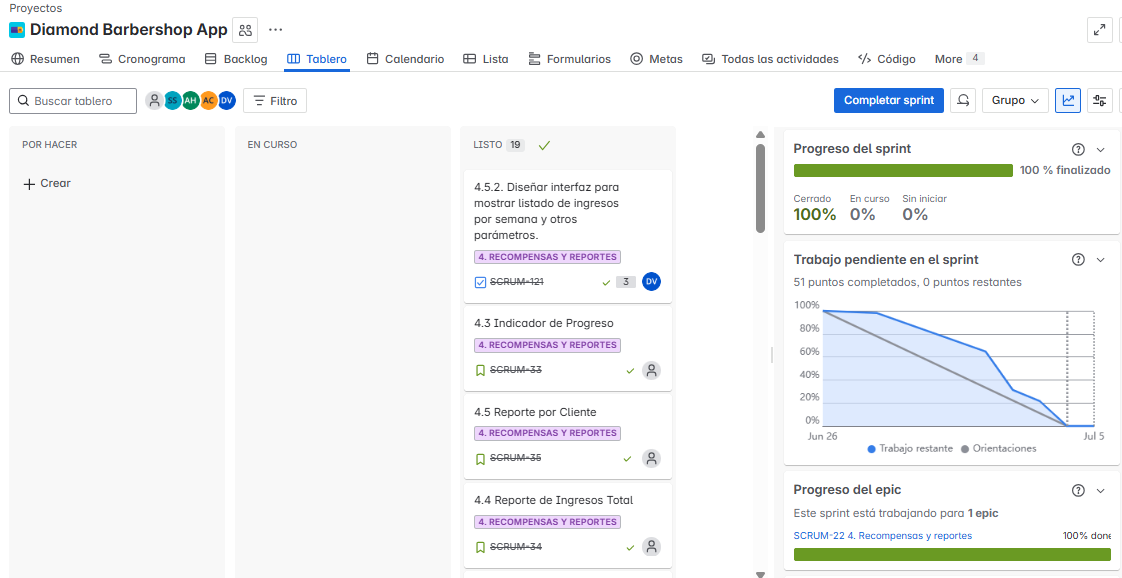 Proyectos
Diamond Barbershop App
Resumen
Cronograma
Backlog
Tablero
Calendario
Lista
Formularios
Metas
Todas las actividades
Código
More 4
Buscar tablero
SS AH AC DV
Filtro
Completar sprint
Grupo
POR HACER
Crear
EN CURSO
LISTO 19
4.5.2. Diseñar interfaz para
mostrar listado de ingresos
por semana y otros
parámetros.
4. RECOMPENSAS Y REPORTES
SCRUM-121 3 DV
4.3 Indicador de Progreso
4. RECOMPENSAS Y REPORTES
SCRUM-33
4.5 Reporte por Cliente
4. RECOMPENSAS Y REPORTES
SCRUM-35
4.4 Reporte de Ingresos Total
4. RECOMPENSAS Y REPORTES
SCRUM-34
Progreso del sprint
100 % finalizado
Cerrado En curso Sin iniciar
100% 0% 0%
Trabajo pendiente en el sprint
51 puntos completados, 0 puntos restantes
100%
80%
60%
40%
20%
0%
Jun 26 Jul 5
Trabajo restante Orientaciones
Progreso del epic
Este sprint está trabajando para 1 epic
SCRUM-22 4. Recompensas y reportes 100% done